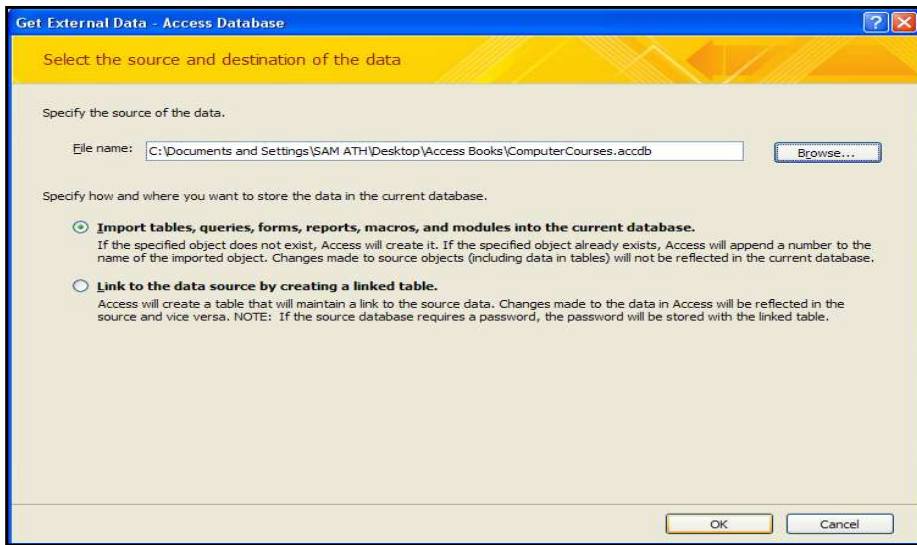 Get External Data - Access Database
Select the source and destination of the data
Specify the source of the data.
File name: C:\Documents and Settings\SAM ATH\Desktop\Access Books\ComputerCourses.accdb Browse...
Specify how and where you want to store the data in the current database.
Import tables, queries, forms, reports, macros, and modules into the current database.
If the specified object does not exist, Access will create it. If the specified object already exists, Access will append a number to the
name of the imported object. Changes made to source objects (including data in tables) will not be reflected in the current database.
Link to the data source by creating a linked table.
Access will create a table that will maintain a link to the source data. Changes made to the data in Access will be reflected in the
source and vice versa. NOTE: If the source database requires a password, the password will be stored with the linked table.
OK Cancel